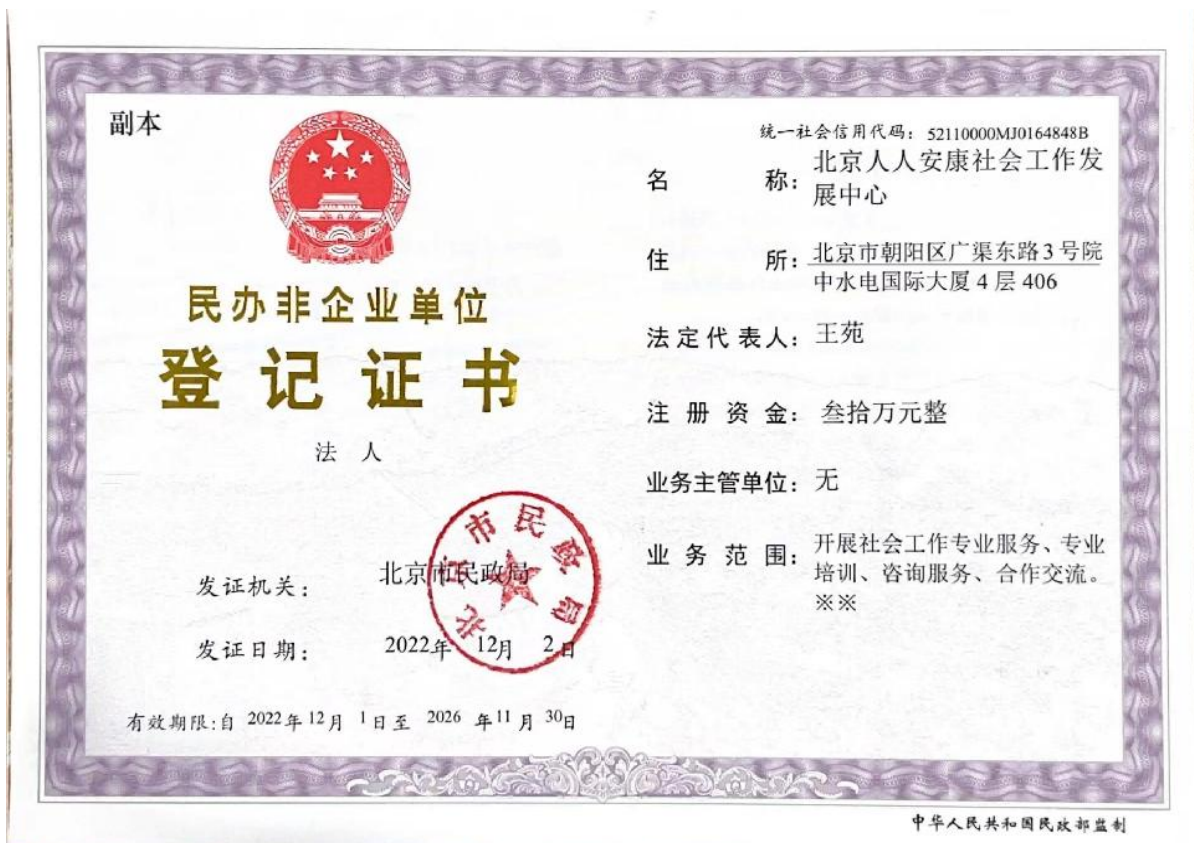 副本
民办非企业单位
登记证书
法 人
发证机关： 北京市民政局
北京市民政局
发证日期： 2022年 12月 2日
有效期限:自 2022年12月 1日至 2026 年11月 30日
统一社会信用代码： 52110000MJ0164848B
名 称： 北京人人安康社会工作发
展中心
住 所： 北京市朝阳区广渠东路3号院
中水电国际大厦4层406
法定代表人： 王苑
注册资金： 叁拾万元整
业务主管单位： 无
业务范围： 开展社会工作专业服务、专业
培训、咨询服务、合作交流。
※※
中华人民共和国民政部监制